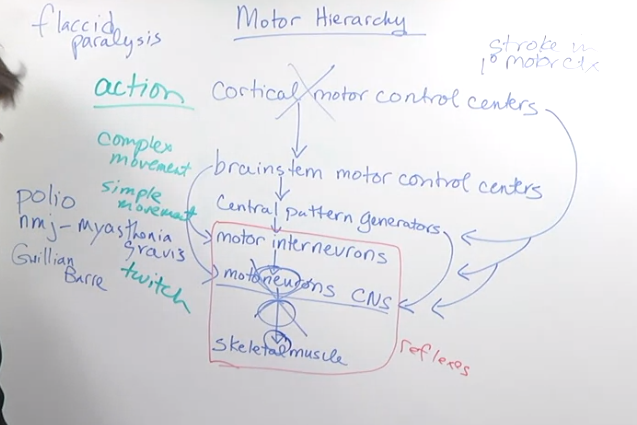 flaccid
paralysis
Motor Hierarchy
stroke in
1° motor ctx
action
cortical motor control centers
complex
movement
brainstem motor control centers
simple
movement
Central pattern generators
polio
nmj - myasthenia
gravis
motor interneurons
Guillian
Barre
twitch
motoneurons CNS
skeletal muscle
reflexes